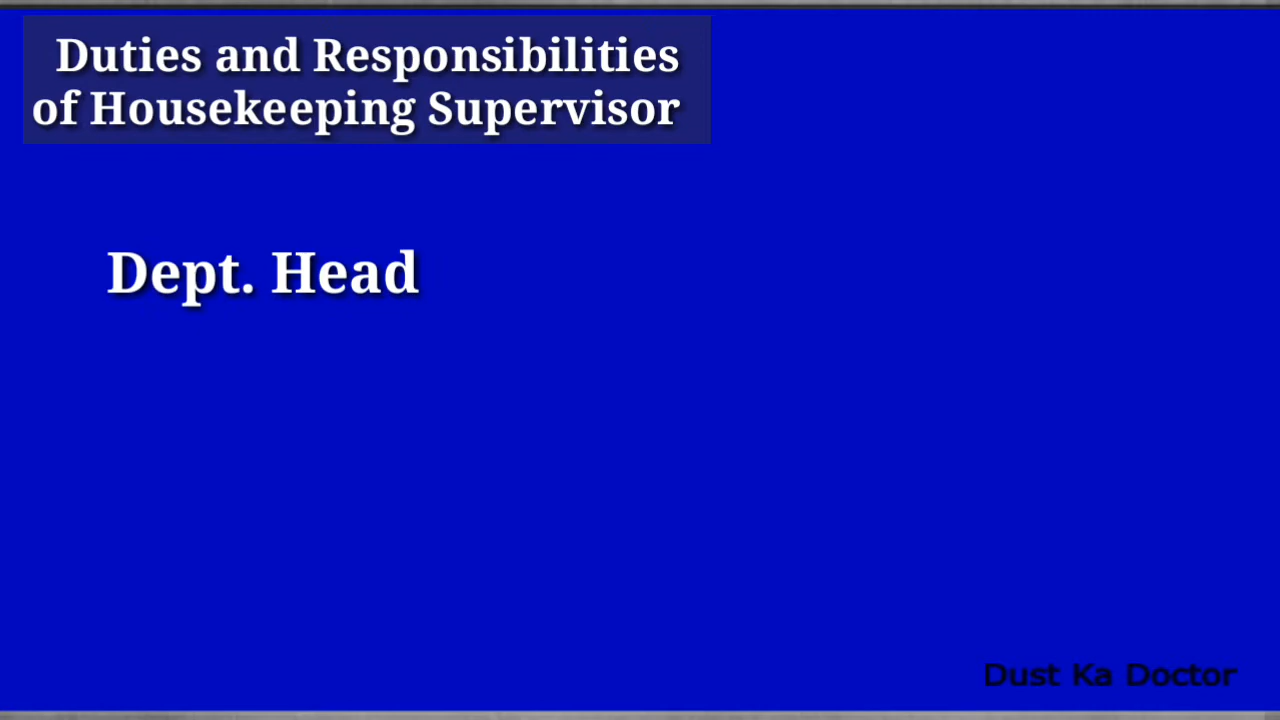 Duties and Responsibilities
of Housekeeping Supervisor
Dept. Head
Dust Ka Doctor